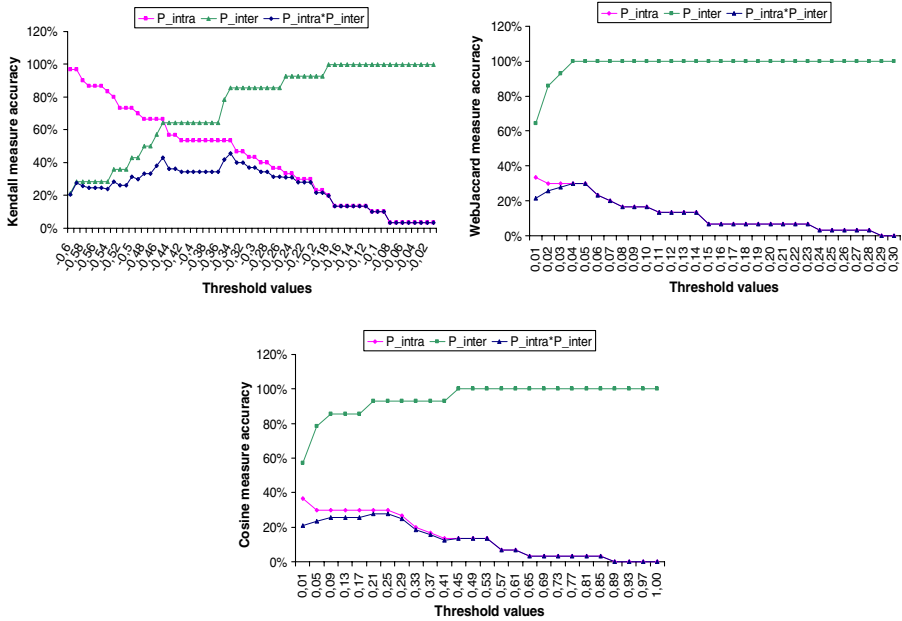 P_intra P_inter P_intra*P_inter
Kendall measure accuracy
120%
100%
80%
60%
40%
20%
0%
-0,6 -0,58 -0,56 -0,54 -0,52 -0,5 -0,48 -0,46 -0,44 -0,42 -0,4 -0,38 -0,36 -0,34 -0,32 -0,3 -0,28 -0,26 -0,24 -0,22 -0,2 -0,18 -0,16 -0,14 -0,12 -0,1 -0,08 -0,06 -0,04 -0,02
Threshold values
P_intra P_inter P_intra*P_inter
WebJaccard measure accuracy
120%
100%
80%
60%
40%
20%
0%
0,01 0,02 0,03 0,04 0,05 0,06 0,07 0,08 0,09 0,10 0,11 0,12 0,13 0,14 0,15 0,16 0,17 0,18 0,19 0,20 0,21 0,22 0,23 0,24 0,25 0,26 0,27 0,28 0,29 0,30
Threshold values
P_intra P_inter P_intra*P_inter
Cosine measure accuracy
120%
100%
80%
60%
40%
20%
0%
0,01 0,05 0,09 0,13 0,17 0,21 0,25 0,29 0,33 0,37 0,41 0,45 0,49 0,53 0,57 0,61 0,65 0,69 0,73 0,77 0,81 0,85 0,89 0,93 0,97 1,00
Threshold values